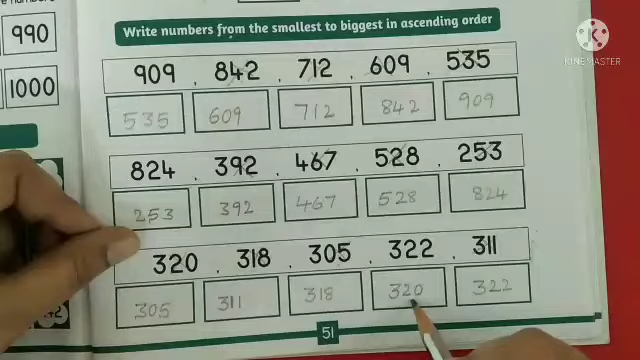 990
1000
Write numbers from the smallest to biggest in ascending order
909 . 842 . 712 . 609 . 535
535 609 712 842 909
824 . 392 . 467 . 528 . 253
253 392 467 528 824
320 . 318 . 305 . 322 . 311
305 311 318 320 322
51
KINEMASTER